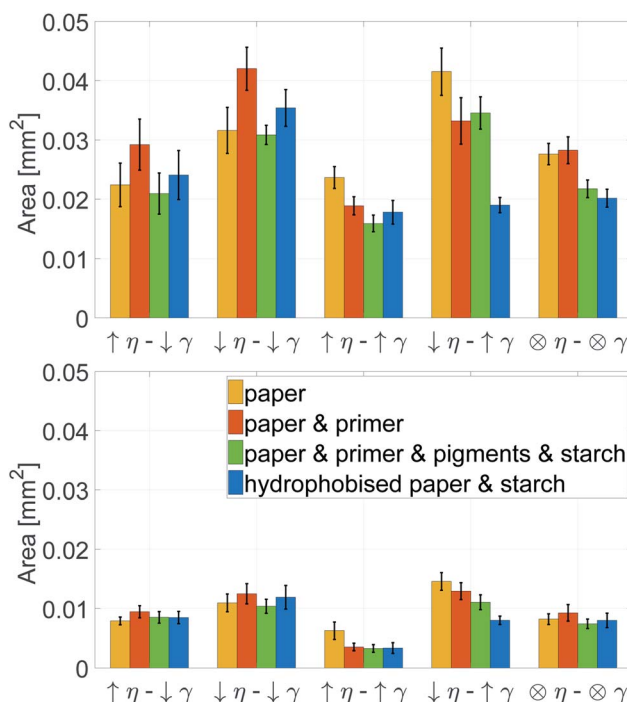 0.05
0.04
0.03
0.02
0.01
0
Area [mm²]
↑ η - ↓ γ ↓ η - ↓ γ ↑ η - ↑ γ ↓ η - ↑ γ ⊗ η - ⊗ γ
0.05
0.04
0.03
0.02
0.01
0
Area [mm²]
paper
paper & primer
paper & primer & pigments & starch
hydrophobised paper & starch
↑ η - ↓ γ ↓ η - ↓ γ ↑ η - ↑ γ ↓ η - ↑ γ ⊗ η - ⊗ γ